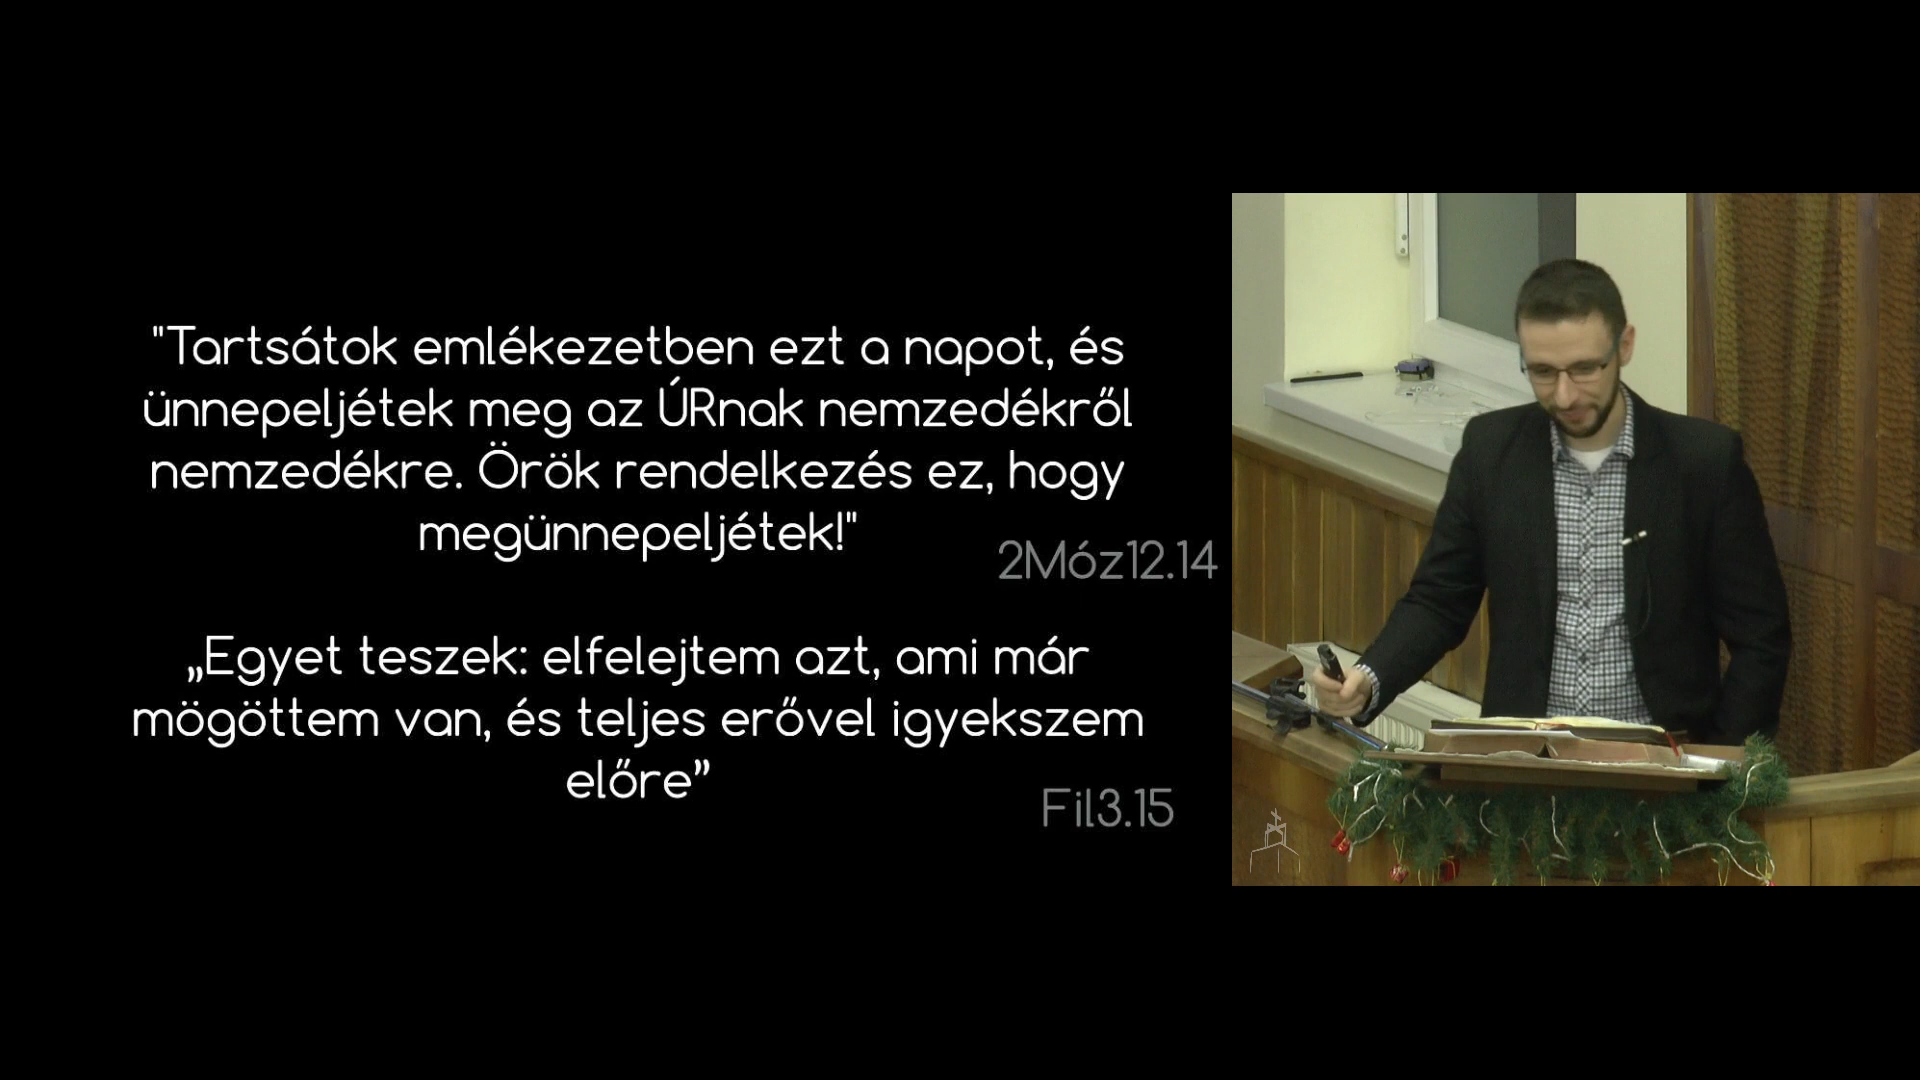 "Tartsátok emlékezetben ezt a napot, és
ünnepeljétek meg az ÚRnak nemzedékről
nemzedékre. Örök rendelkezés ez, hogy
megünnepeljétek!"
2Móz12.14
„Egyet teszek: elfelejtem azt, ami már
mögöttem van, és teljes erővel igyekszem
előre”
Fil3.15